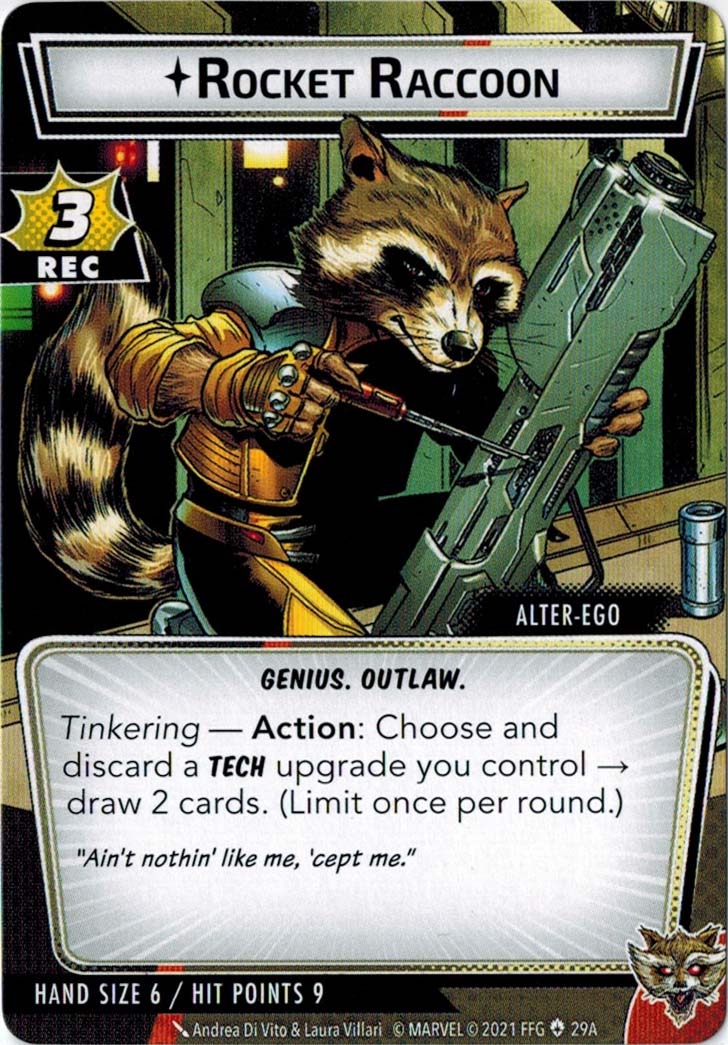 ROCKET RACCOON
3
REC
ALTER-EGO
GENIUS. OUTLAW.
Tinkering — Action: Choose and
discard a TECH upgrade you control →
draw 2 cards. (Limit once per round.)
"Ain't nothin' like me, 'cept me."
HAND SIZE 6 / HIT POINTS 9
Andrea Di Vito & Laura Villari © MARVEL © 2021 FFG 29A